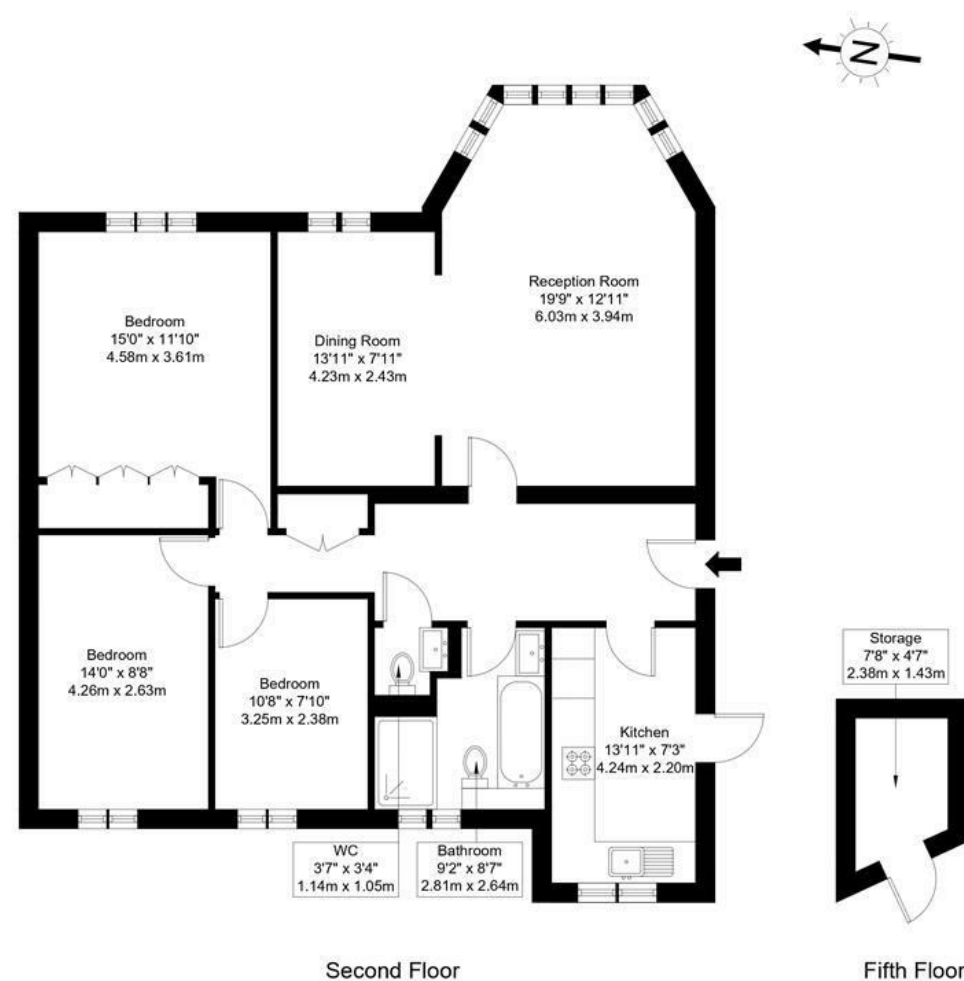 N
Reception Room
19'9" x 12'11"
6.03m x 3.94m
Bedroom
15'0" x 11'10"
4.58m x 3.61m
Dining Room
13'11" x 7'11"
4.23m x 2.43m
Bedroom
14'0" x 8'8"
4.26m x 2.63m
Bedroom
10'8" x 7'10"
3.25m x 2.38m
Kitchen
13'11" x 7'3"
4.24m x 2.20m
Storage
7'8" x 4'7"
2.38m x 1.43m
WC
3'7" x 3'4"
1.14m x 1.05m
Bathroom
9'2" x 8'7"
2.81m x 2.64m
Second Floor
Fifth Floor